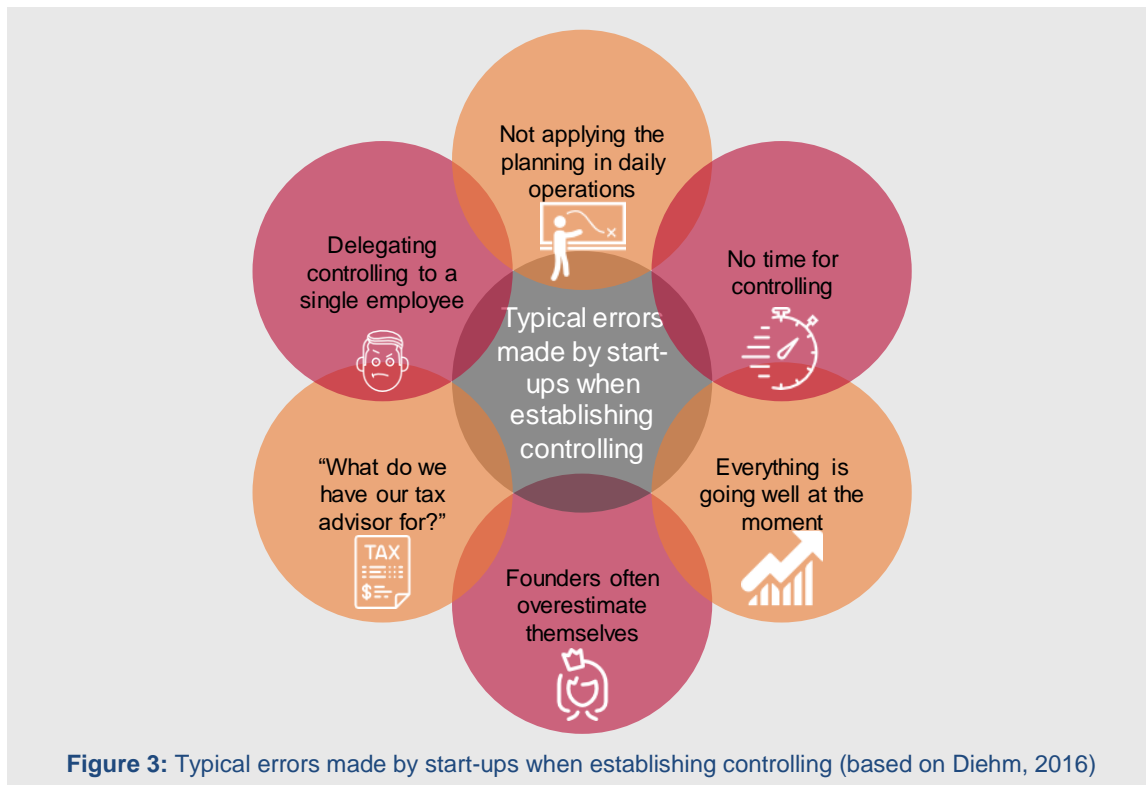 Not applying the
planning in daily
operations
Delegating
controlling to a
single employee
No time for
controlling
Typical errors
made by start-
ups when
establishing
controlling
“What do we
have our tax
advisor for?”
TAX
$
Everything is
going well at the
moment
Founders often
overestimate
themselves
Figure 3: Typical errors made by start-ups when establishing controlling (based on Diehm, 2016)